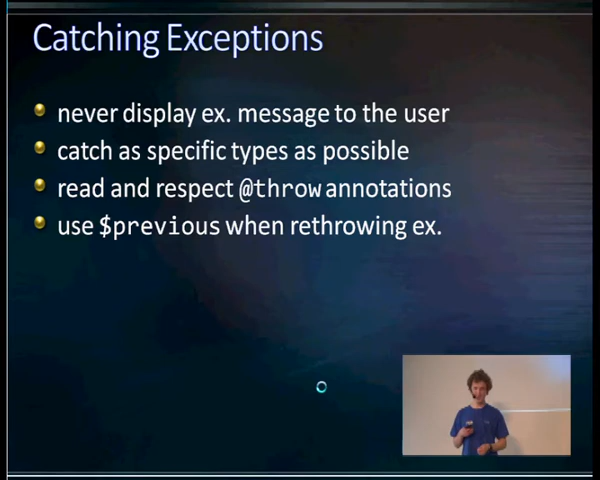 Catching Exceptions
never display ex. message to the user
catch as specific types as possible
read and respect @throw annotations
use $previous when rethrowing ex.